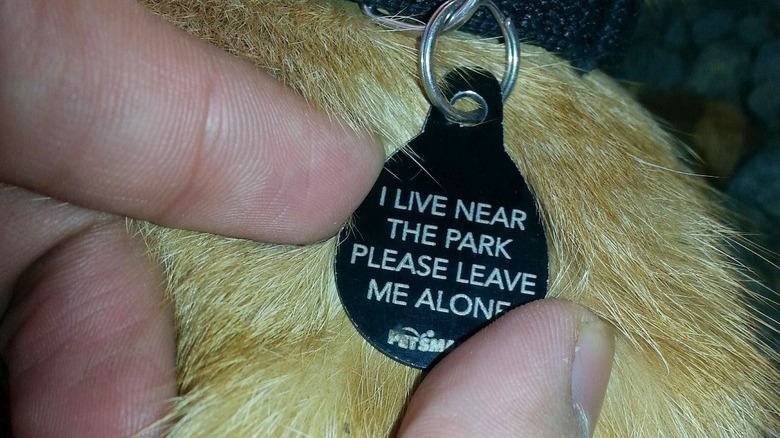 I LIVE NEAR
THE PARK
PLEASE LEAVE
ME ALONE